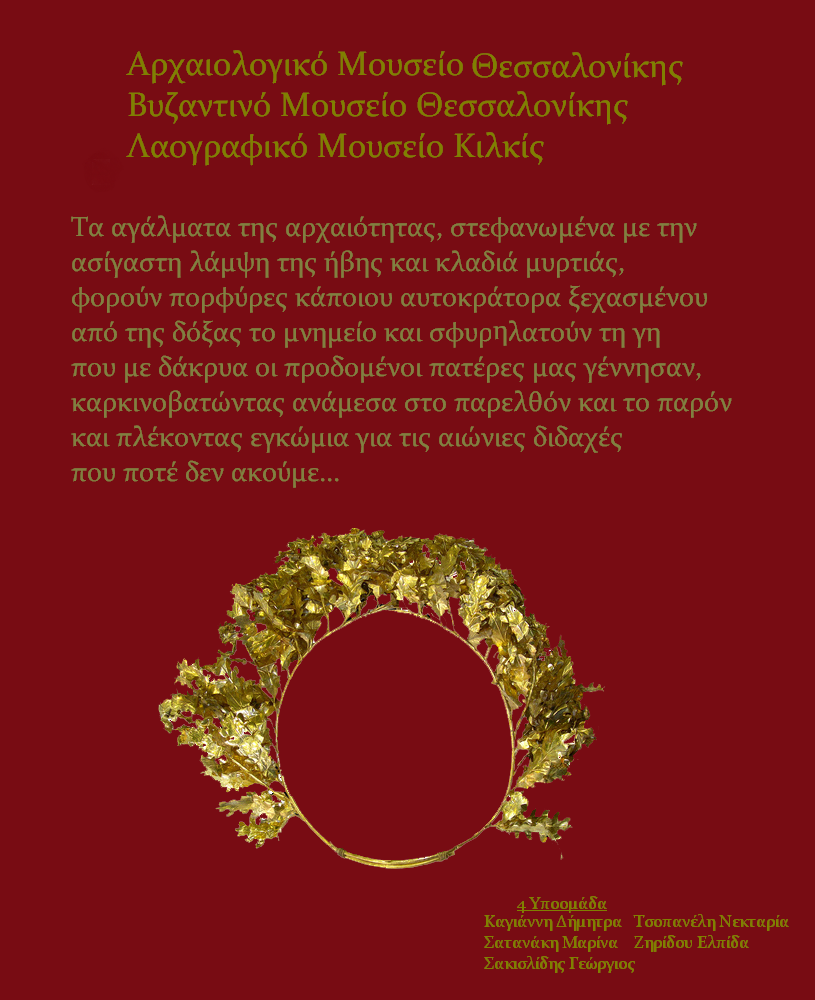 Αρχαιολογικό Μουσείο Θεσσαλονίκης
Βυζαντινό Μουσείο Θεσσαλονίκης
Λαογραφικό Μουσείο Κιλκίς
Τα αγάλματα της αρχαιότητας, στεφανωμένα με την
ασίγαστη λάμψη της ήβης και κλαδιά μυρτιάς,
φορούν πορφύρες κάποιου αυτοκράτορα ξεχασμένου
από της δόξας το μνημείο και σφυρηλατούν τη γη
που με δάκρυα οι προδομένοι πατέρες μας γέννησαν,
καρκινοβατώντας ανάμεσα στο παρελθόν και το παρόν
και πλέκοντας εγκώμια για τις αιώνιες διδαχές
που ποτέ δεν ακούμε...
4 Υποομάδα
Καγιάννη Δήμητρα Τσοπανέλη Νεκταρία
Σατανάκη Μαρίνα Ζηρίδου Ελπίδα
Σακισλίδης Γεώργιος